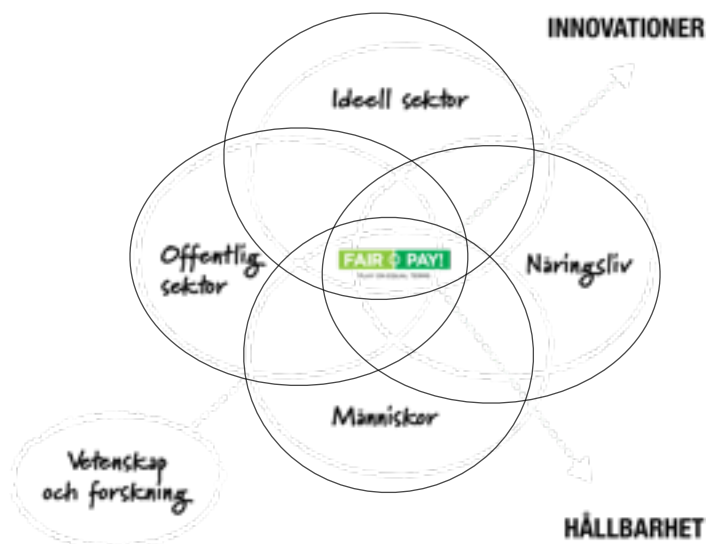 INNOVATIONER
Ideell sektor
Offentlig
sektor
FAIR PAY!
Näringsliv
Människor
Vetenskap
och forskning
HÅLLBARHET